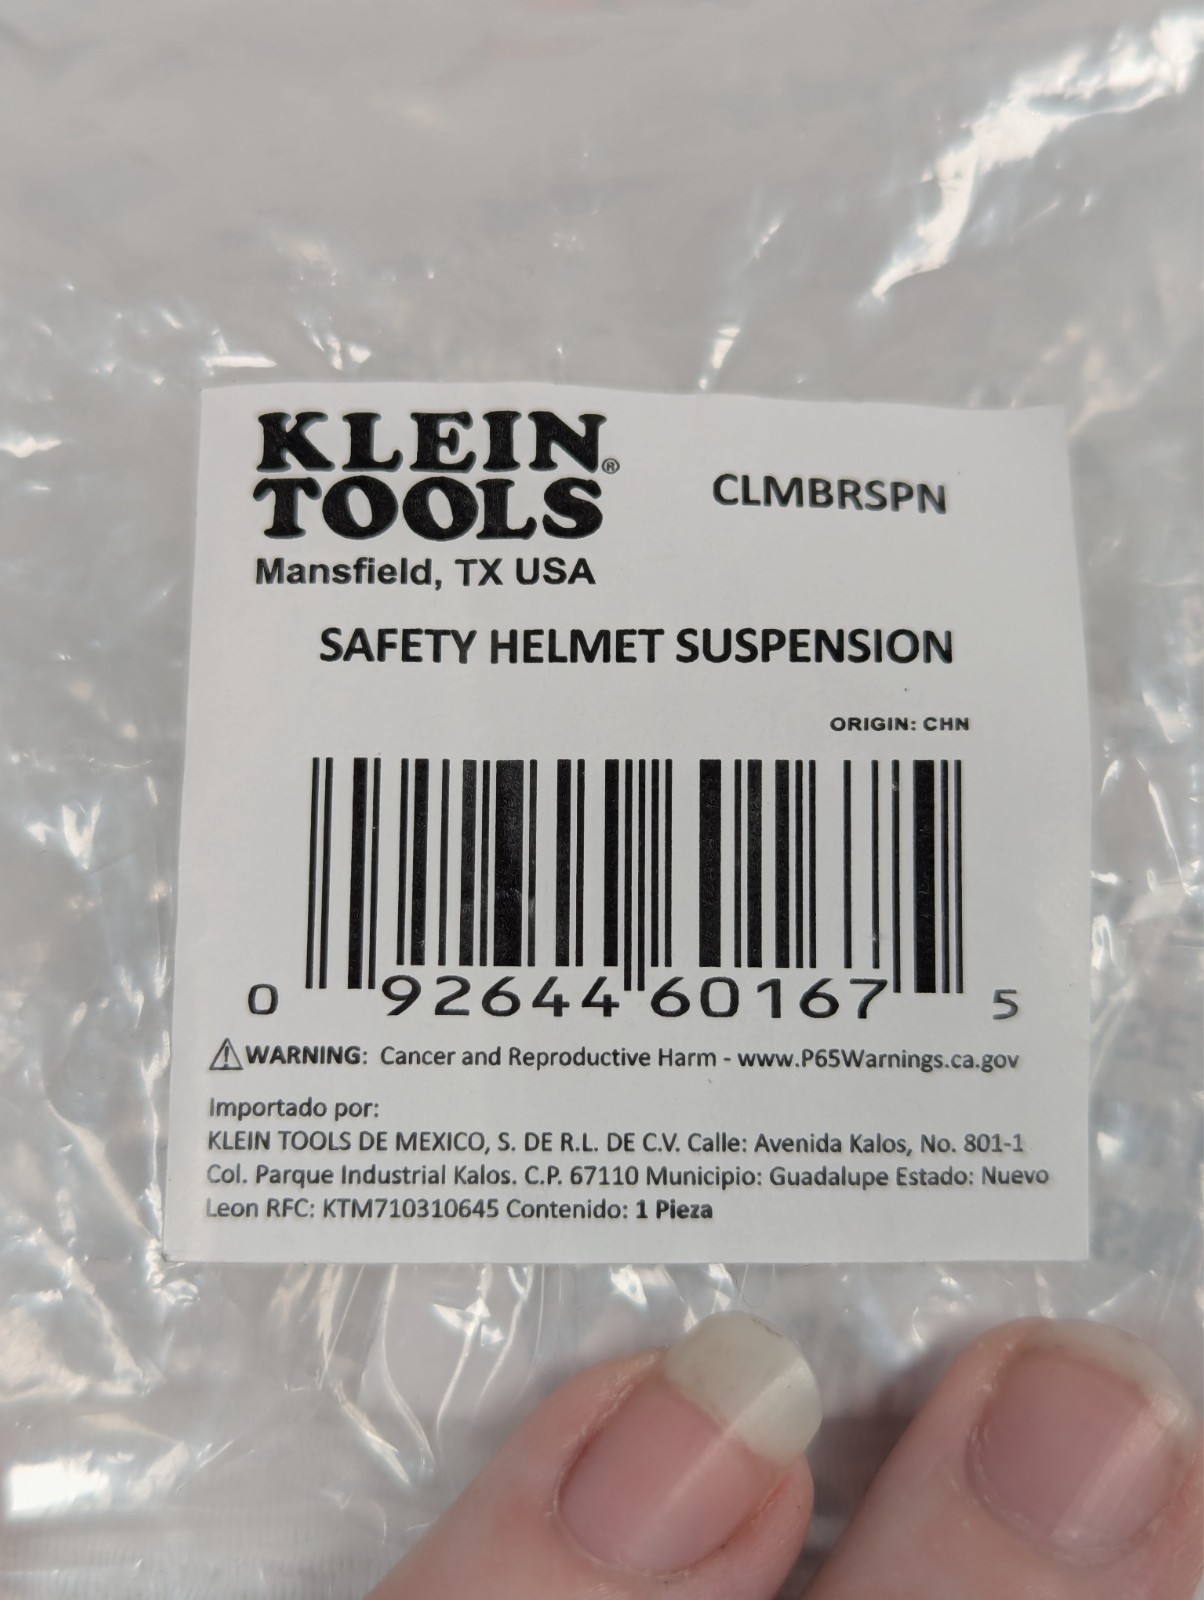 KLEIN
TOOLS®
CLMBRSPN
Mansfield, TX USA
SAFETY HELMET SUSPENSION
ORIGIN: CHN
0 92644 60167 5
⚠WARNING: Cancer and Reproductive Harm - www.P65Warnings.ca.gov
Importado por:
KLEIN TOOLS DE MEXICO, S. DE R.L. DE C.V. Calle: Avenida Kalos, No. 801-1
Col. Parque Industrial Kalos. C.P. 67110 Municipio: Guadalupe Estado: Nuevo
Leon RFC: KTM710310645 Contenido: 1 Pieza